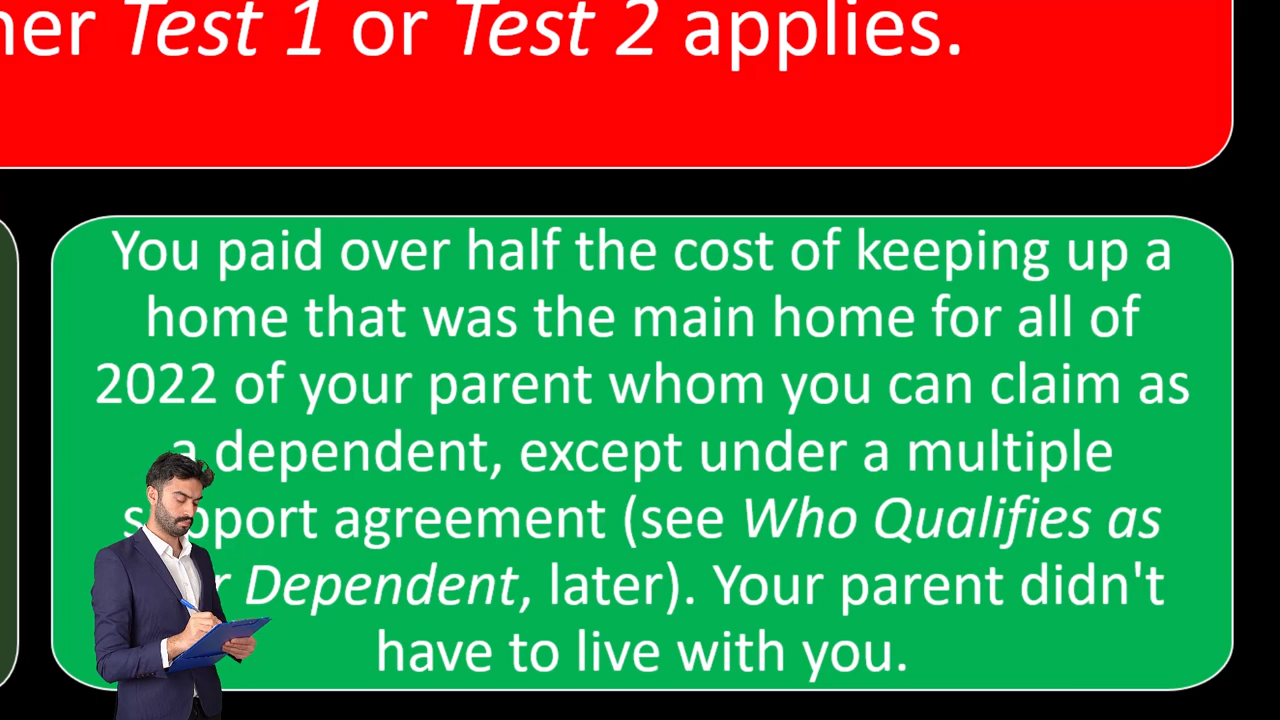 Test 1 or Test 2 applies.
You paid over half the cost of keeping up a
home that was the main home for all of
2022 of your parent whom you can claim as
a dependent, except under a multiple
support agreement (see Who Qualifies as
Dependent, later). Your parent didn't
have to live with you.